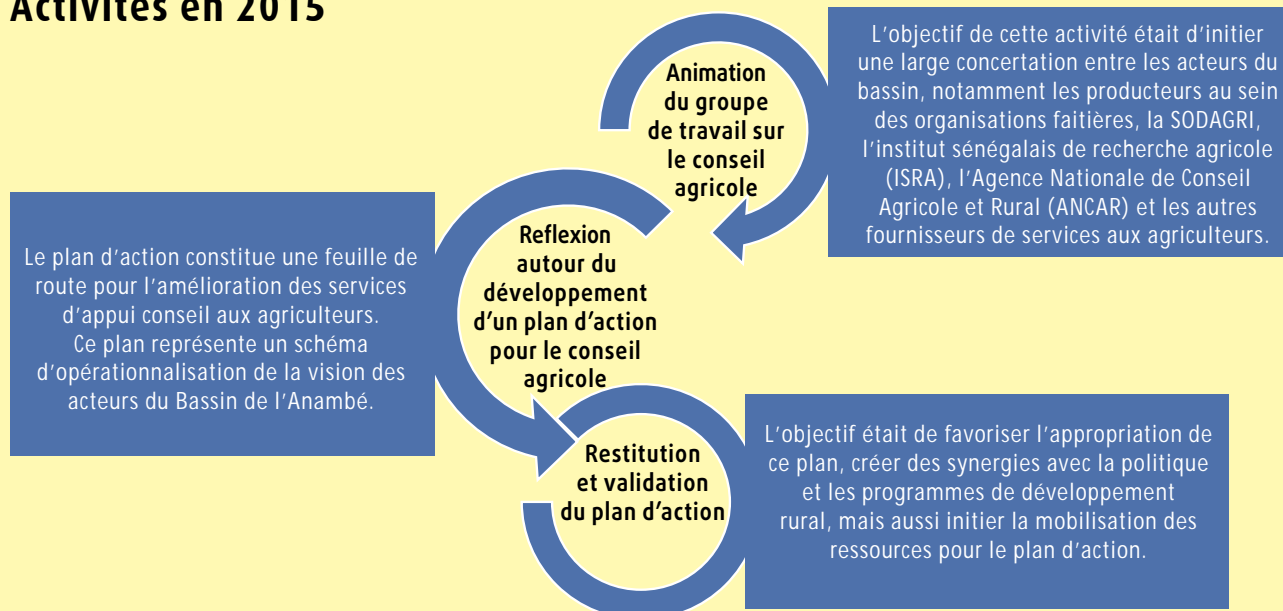 Activités en 2015
Animation
du groupe
de travail sur
le conseil
agricole
L'objectif de cette activité était d'initier
une large concertation entre les acteurs du
bassin, notamment les producteurs au sein
des organisations faitières, la SODAGRI,
l'institut sénégalais de recherche agricole
(ISRA), l'Agence Nationale de Conseil
Agricole et Rural (ANCAR) et les autres
fournisseurs de services aux agriculteurs.
Reflexion
autour du
développement
d'un plan d'action
pour le conseil
agricole
Le plan d'action constitue une feuille de
route pour l'amélioration des services
d'appui conseil aux agriculteurs.
Ce plan représente un schéma
d'opérationnalisation de la vision des
acteurs du Bassin de l'Anambé.
Restitution
et validation
du plan d'action
L'objectif était de favoriser l'appropriation de
ce plan, créer des synergies avec la politique
et les programmes de développement
rural, mais aussi initier la mobilisation des
ressources pour le plan d'action.